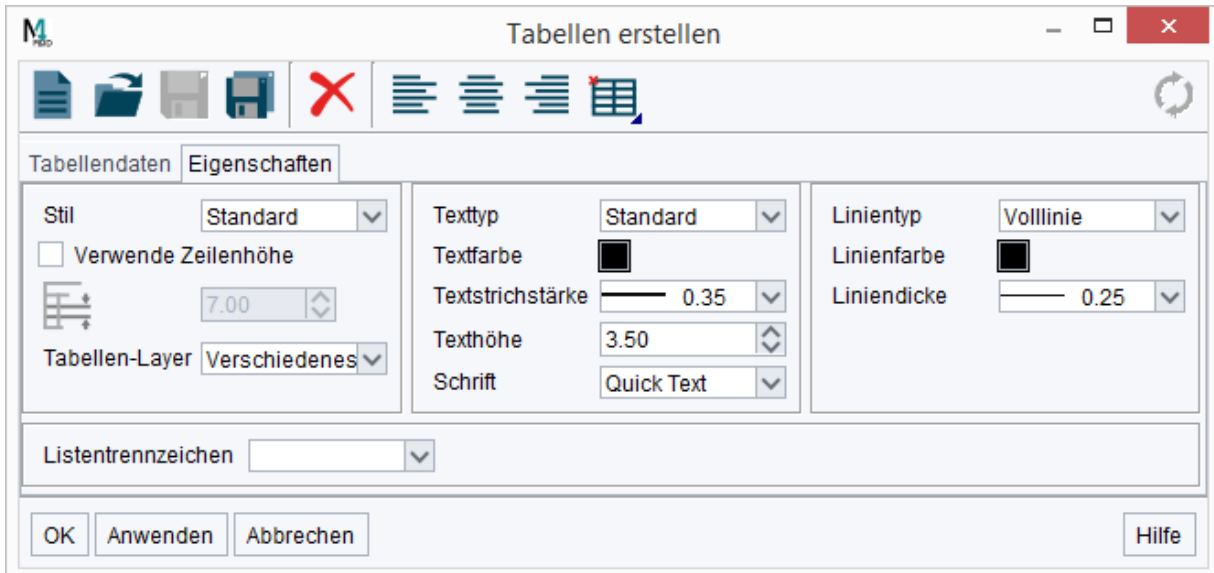 Tabellen erstellen
Tabellendaten Eigenschaften
Stil Standard
Verwende Zeilenhöhe
7.00
Tabellen-Layer Verschiedenes
Texttyp Standard
Textfarbe
Textstrichstärke 0.35
Texthöhe 3.50
Schrift Quick Text
Linientyp Volllinie
Linienfarbe
Liniendicke 0.25
Listentrennzeichen
OK Anwenden Abbrechen Hilfe